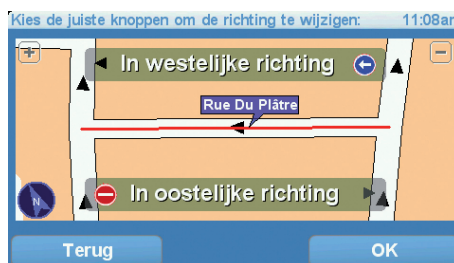 Kies de juiste knoppen om de richting te wijzigen: 11:08am
In westelijke richting
Rue Du Plâtre
In oostelijke richting
N
Terug
OK